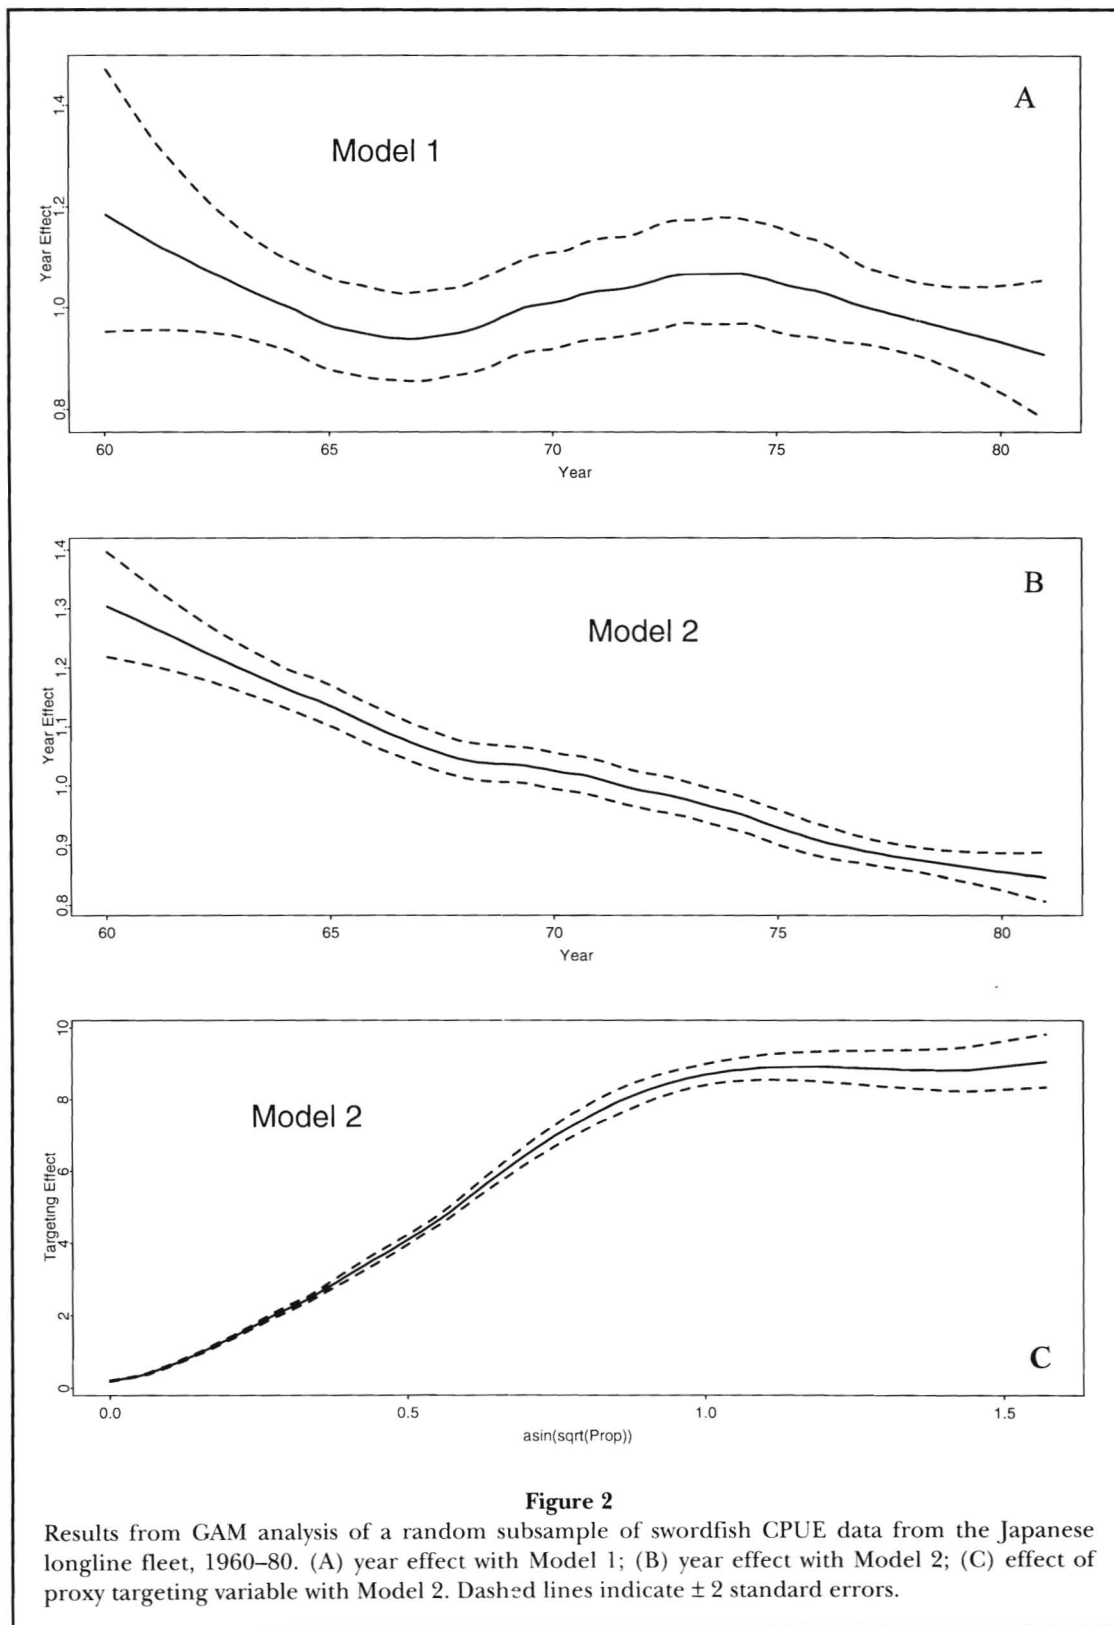 A
Model 1
Year Effect
1.4
1.2
1.0
0.8
60 65 70 75 80
Year
B
Model 2
Year Effect
1.4
1.3
1.2
1.1
1.0
0.9
0.8
60 65 70 75 80
Year
C
Model 2
Targeting Effect
10
8
6
4
2
0
0.0 0.5 1.0 1.5
asin(sqrt(Prop))
Figure 2
Results from GAM analysis of a random subsample of swordfish CPUE data from the Japanese
longline fleet, 1960–80. (A) year effect with Model 1; (B) year effect with Model 2; (C) effect of
proxy targeting variable with Model 2. Dashed lines indicate ± 2 standard errors.